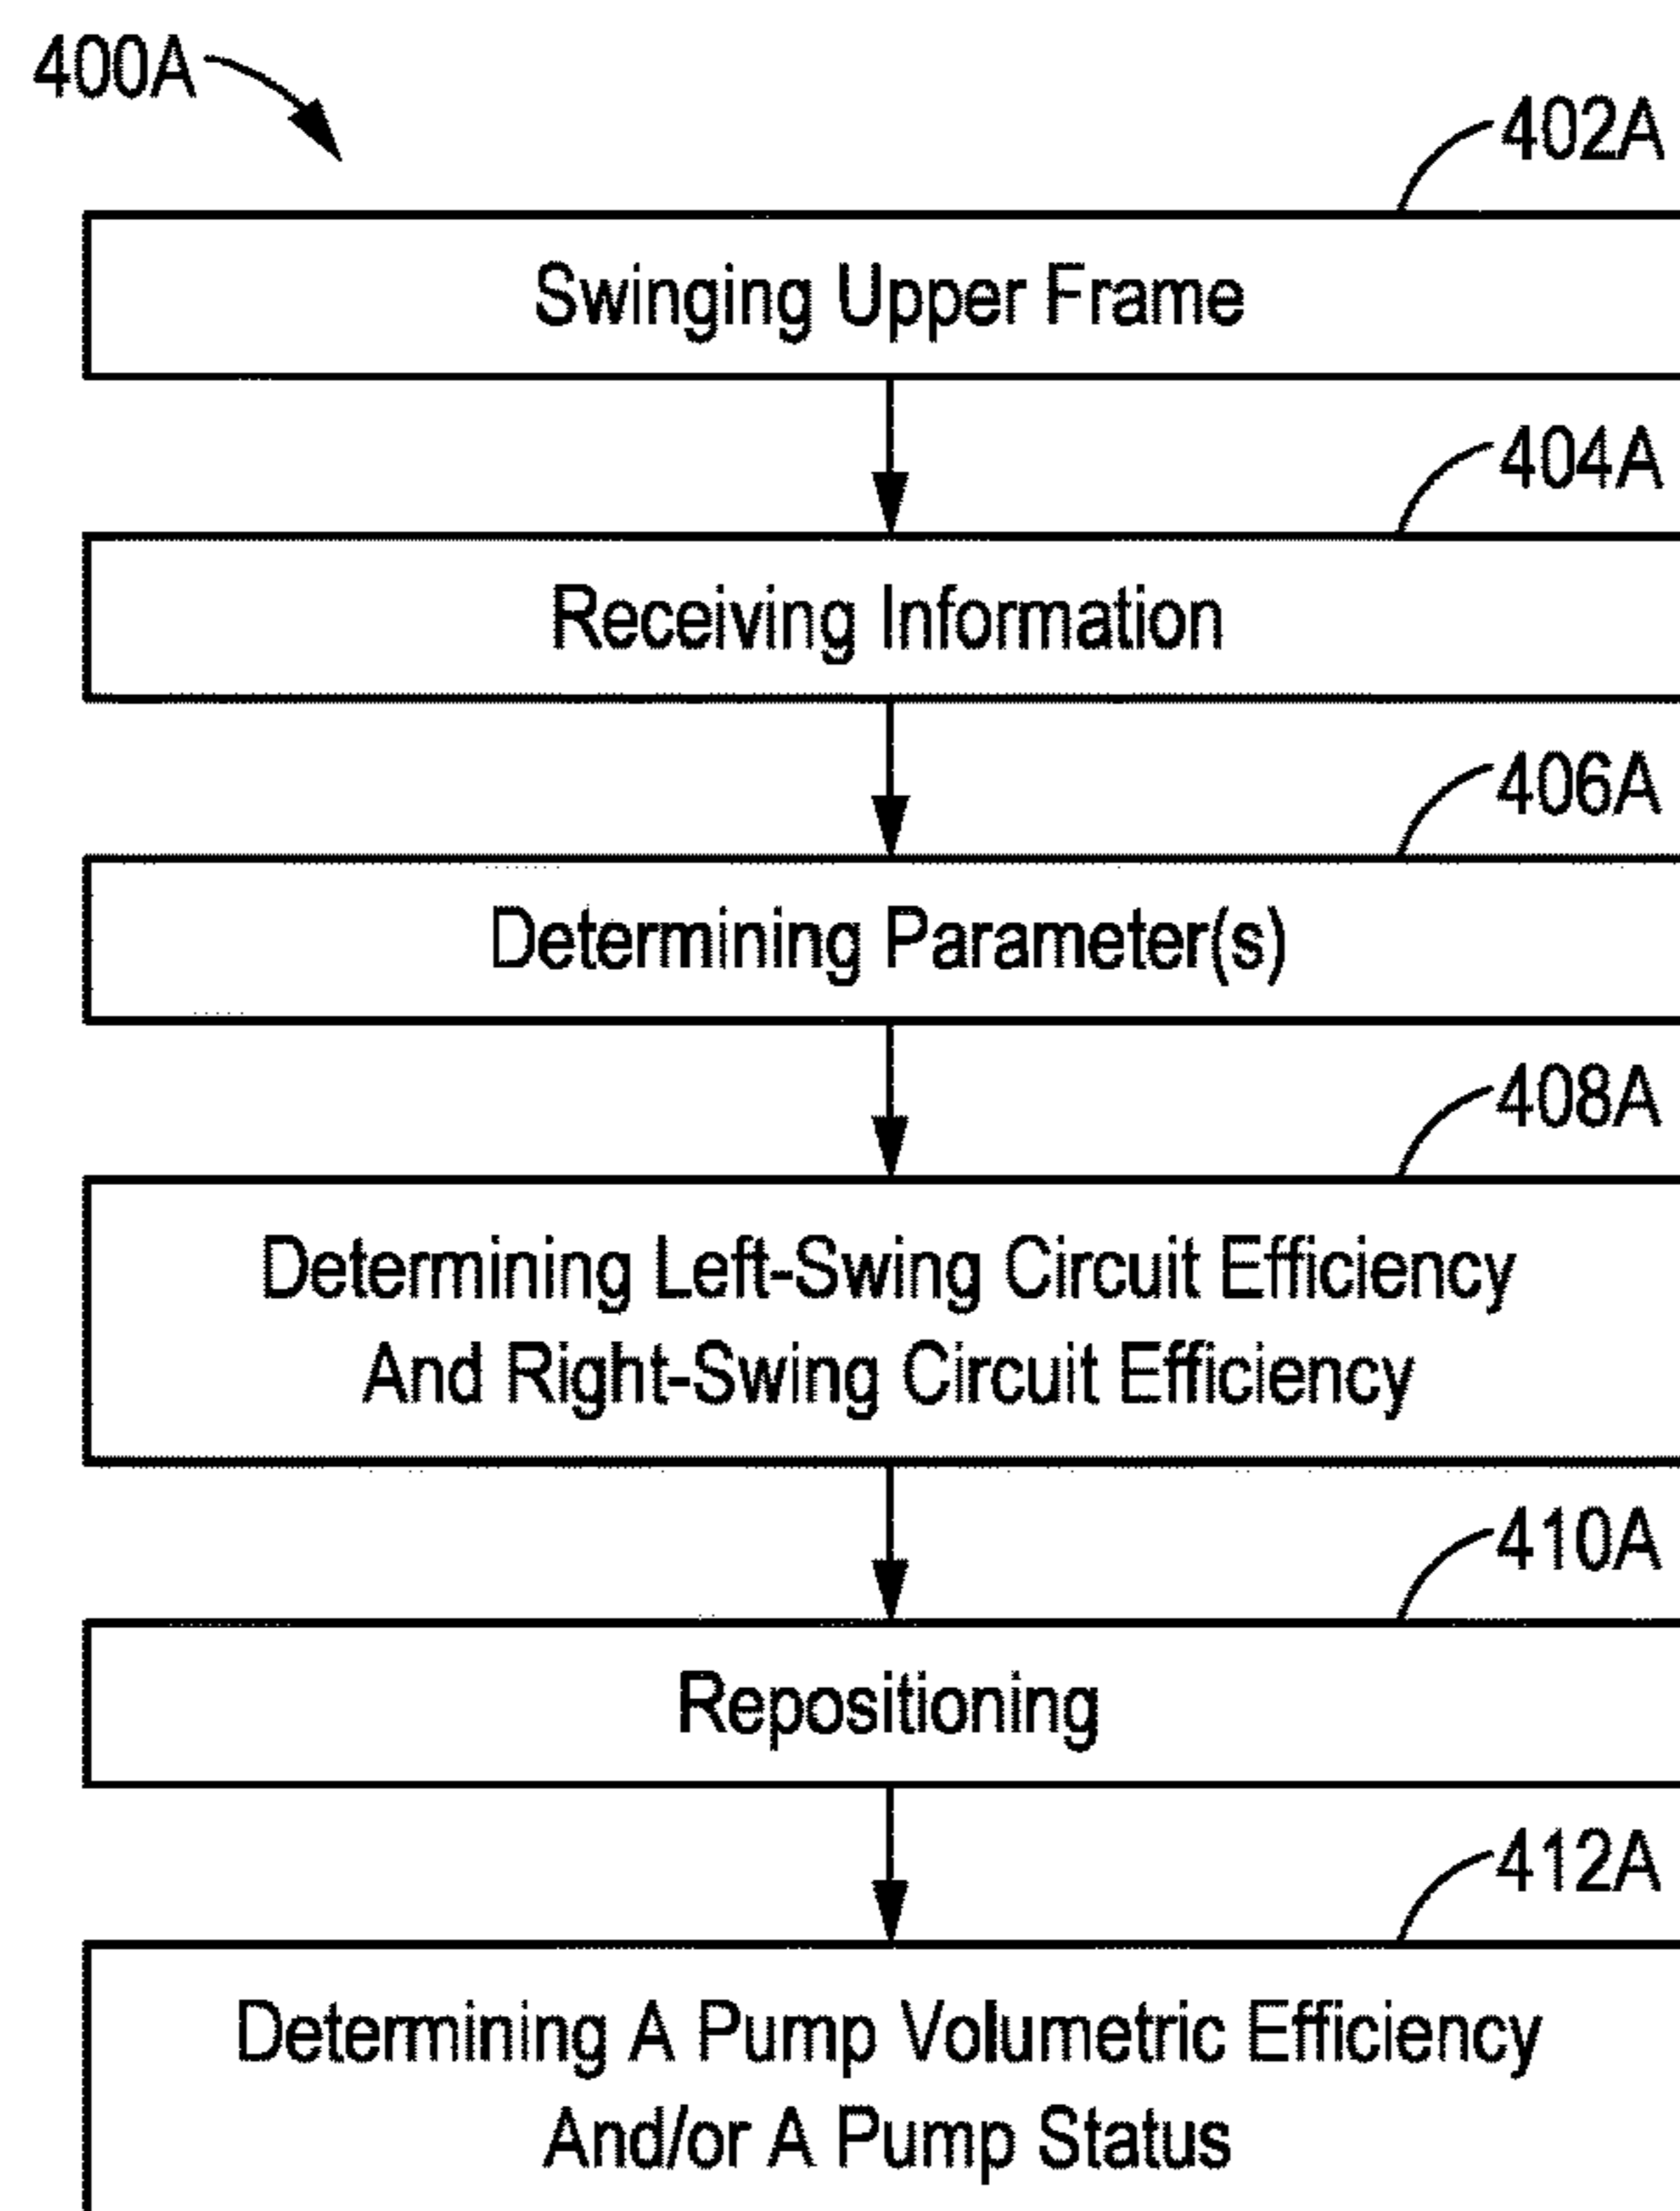 400A
402A
Swinging Upper Frame
404A
Receiving Information
406A
Determining Parameter(s)
408A
Determining Left-Swing Circuit Efficiency
And Right-Swing Circuit Efficiency
410A
Repositioning
412A
Determining A Pump Volumetric Efficiency
And/or A Pump Status